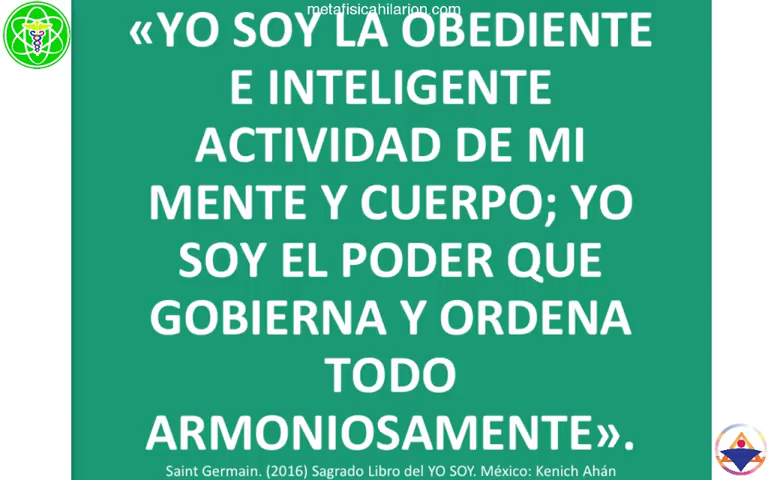 metafisicahilarion.com
«YO SOY LA OBEDIENTE
E INTELIGENTE
ACTIVIDAD DE MI
MENTE Y CUERPO; YO
SOY EL PODER QUE
GOBIERNA Y ORDENA
TODO
ARMONIOSAMENTE».
Saint Germain. (2016) Sagrado Libro del YO SOY. México: Kenich Ahán